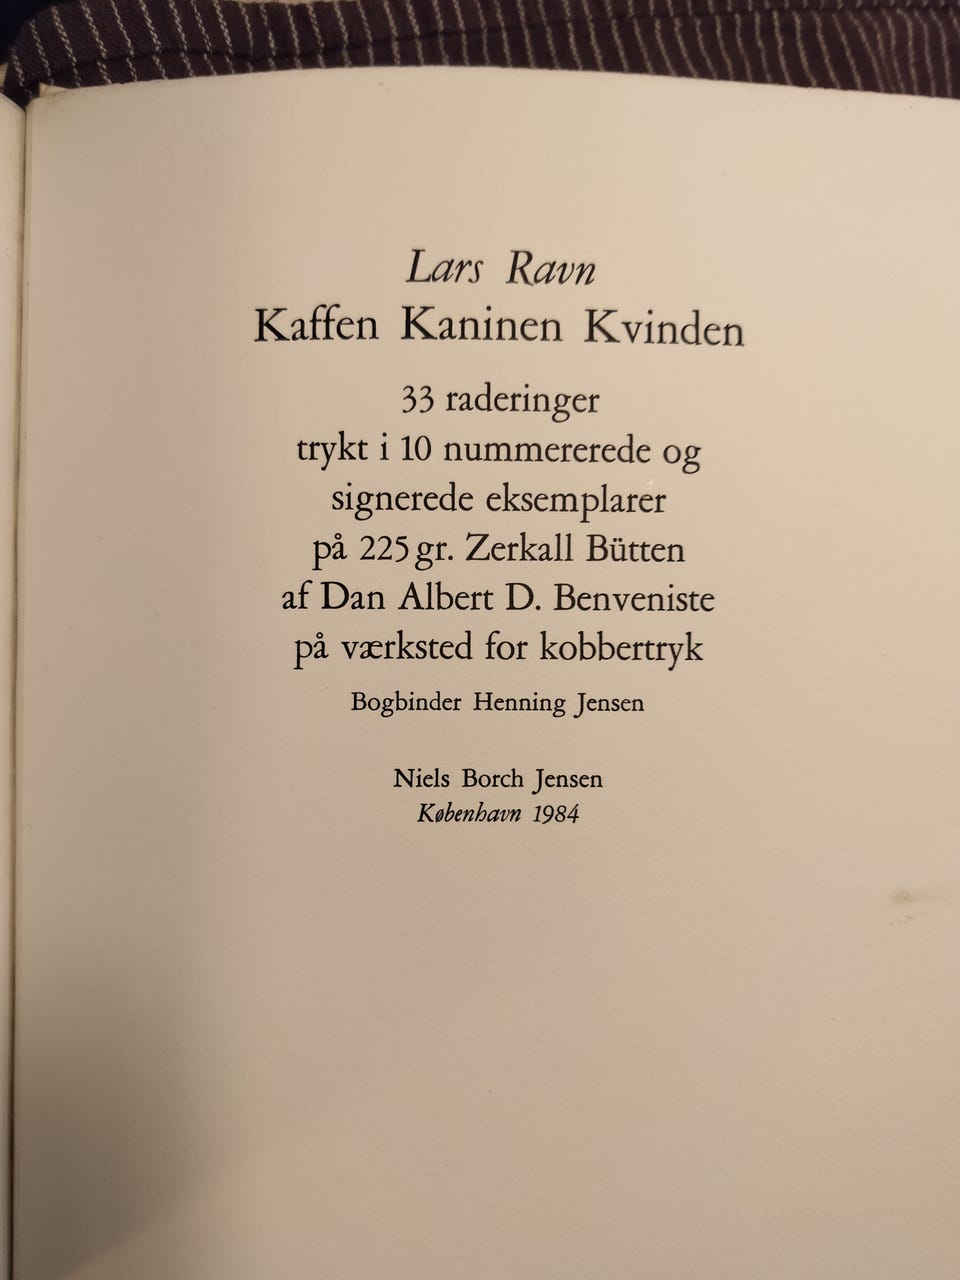 Lars Ravn
Kaffen Kaninen Kvinden
33 raderinger
trykt i 10 nummererede og
signerede eksemplarer
på 225 gr. Zerkall Bütten
af Dan Albert D. Benveniste
på værksted for kobbertryk
Bogbinder Henning Jensen
Niels Borch Jensen
København 1984